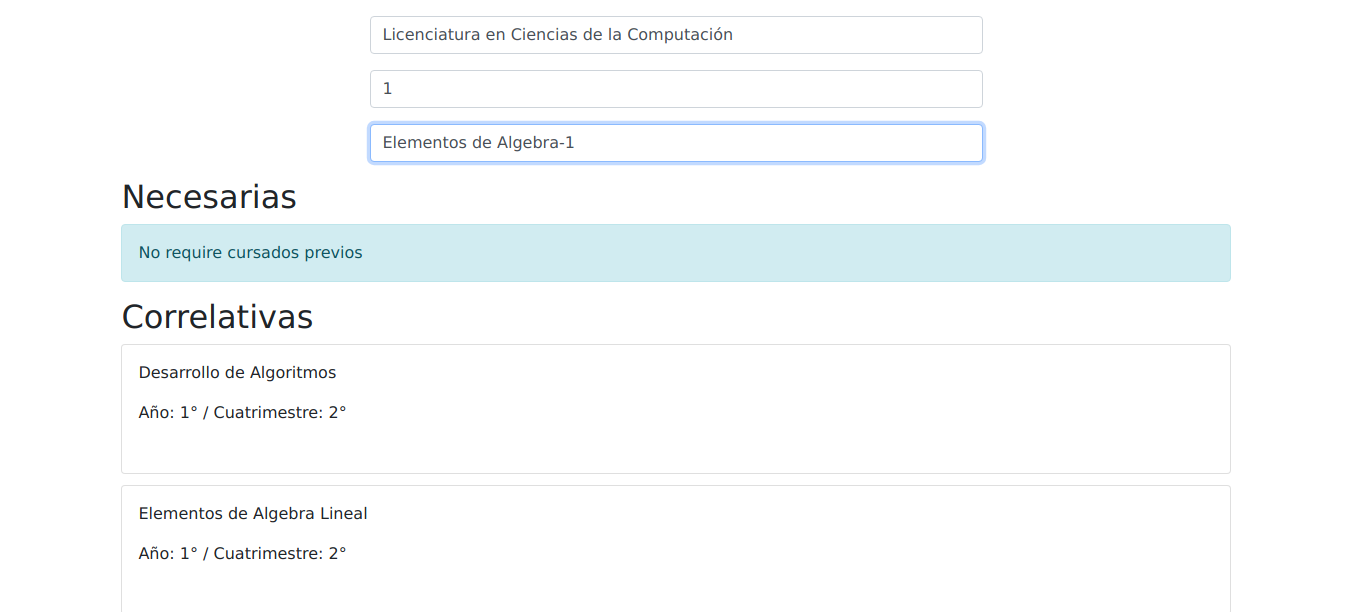 Licenciatura en Ciencias de la Computación
1
Elementos de Algebra-1
Necesarias
No require cursados previos
Correlativas
Desarrollo de Algoritmos
Año: 1° / Cuatrimestre: 2°
Elementos de Algebra Lineal
Año: 1° / Cuatrimestre: 2°